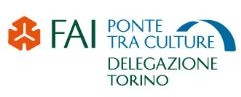 FAI PONTE
TRA CULTURE
DELEGAZIONE
TORINO